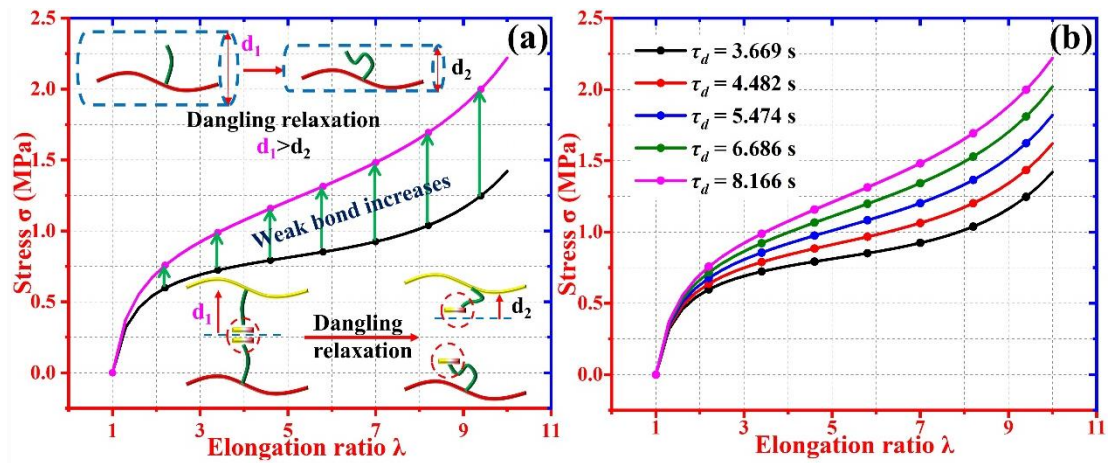 (a)
d₁
d₂
Dangling relaxation
d₁>d₂
Weak bond increases
d₁
Dangling
relaxation
d₂
2.5
2.0
1.5
1.0
0.5
0.0
Stress σ (MPa)
1 3 5 7 9 11
Elongation ratio λ
(b)
τd = 3.669 s
τd = 4.482 s
τd = 5.474 s
τd = 6.686 s
τd = 8.166 s
2.5
2.0
1.5
1.0
0.5
0.0
Stress σ (MPa)
1 3 5 7 9 11
Elongation ratio λ